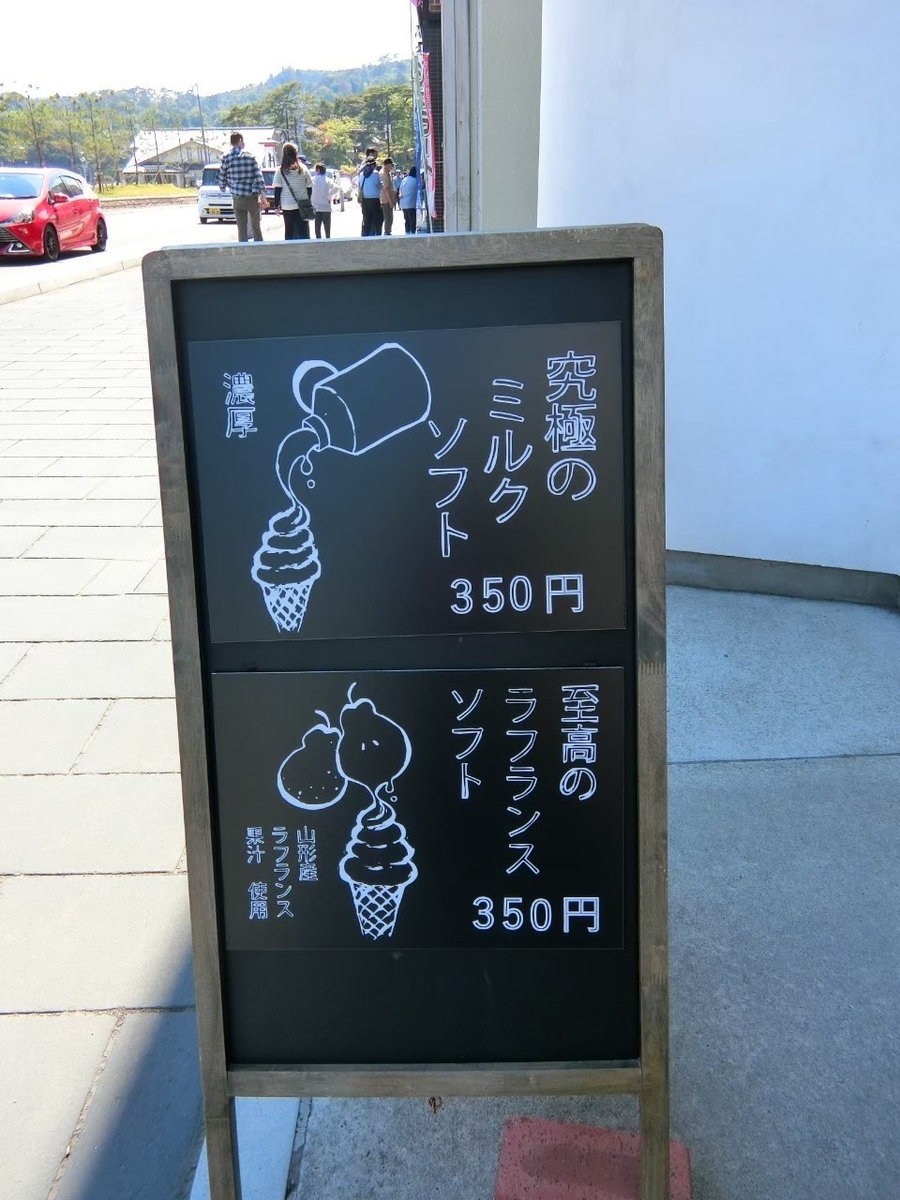 究極の
ミルク
ソフト
350円
濃厚
至高の
ラフランス
ソフト
350円
山形産
ラフランス
果汁 使用